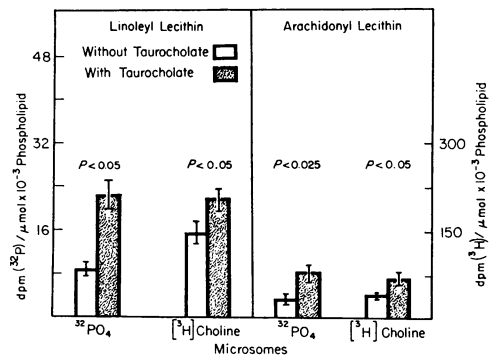 Linoleyl Lecithin
Arachidonyl Lecithin
Without Taurocholate
With Taurocholate
48
32
16
300
150
P<0.05
P<0.05
P<0.025
P<0.05
dpm (³²P)/μmol x 10⁻³ Phospholipid
dpm(³H)/μmol x 10⁻³ Phospholipid
³²PO₄
[³H]Choline
³²PO₄
[³H]Choline
Microsomes